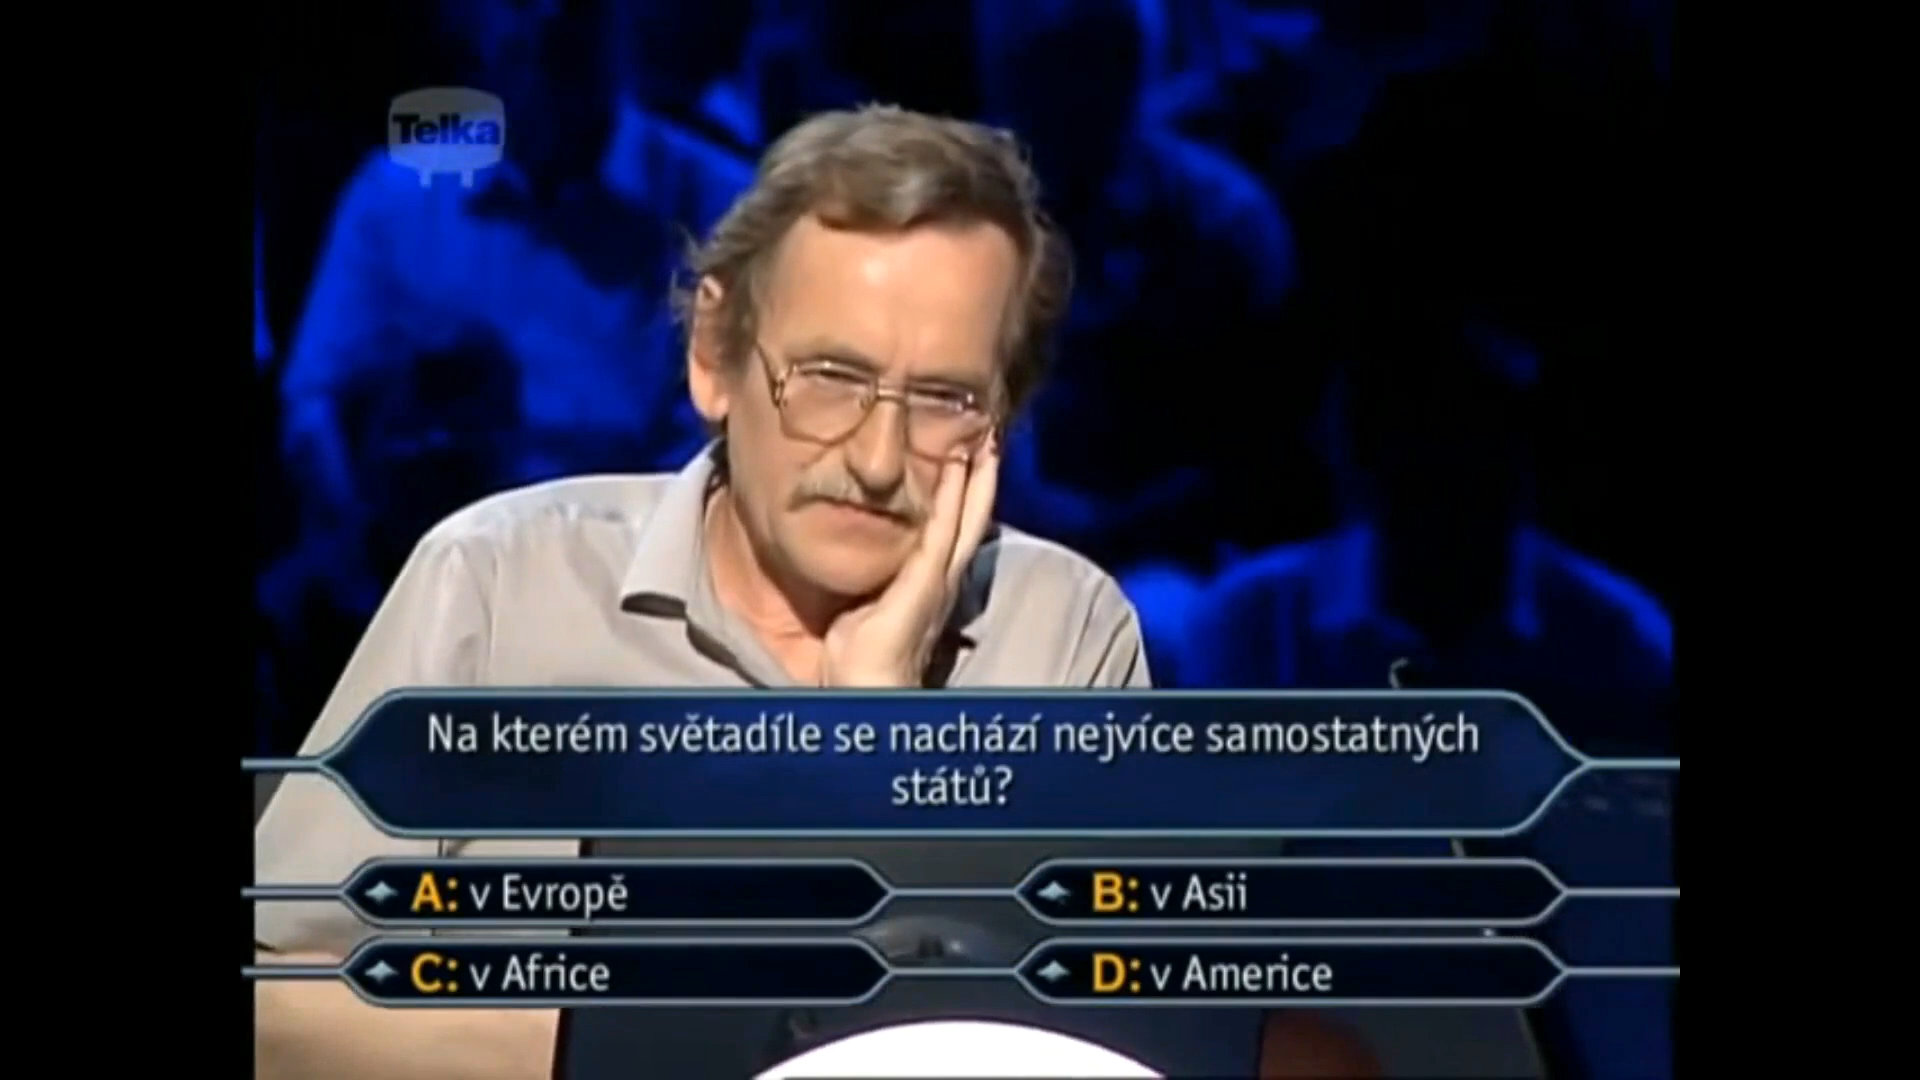 Telka
Na kterém světadíle se nachází nejvíce samostatných
států?
A: v Evropě
B: v Asii
C: v Africe
D: v Americe